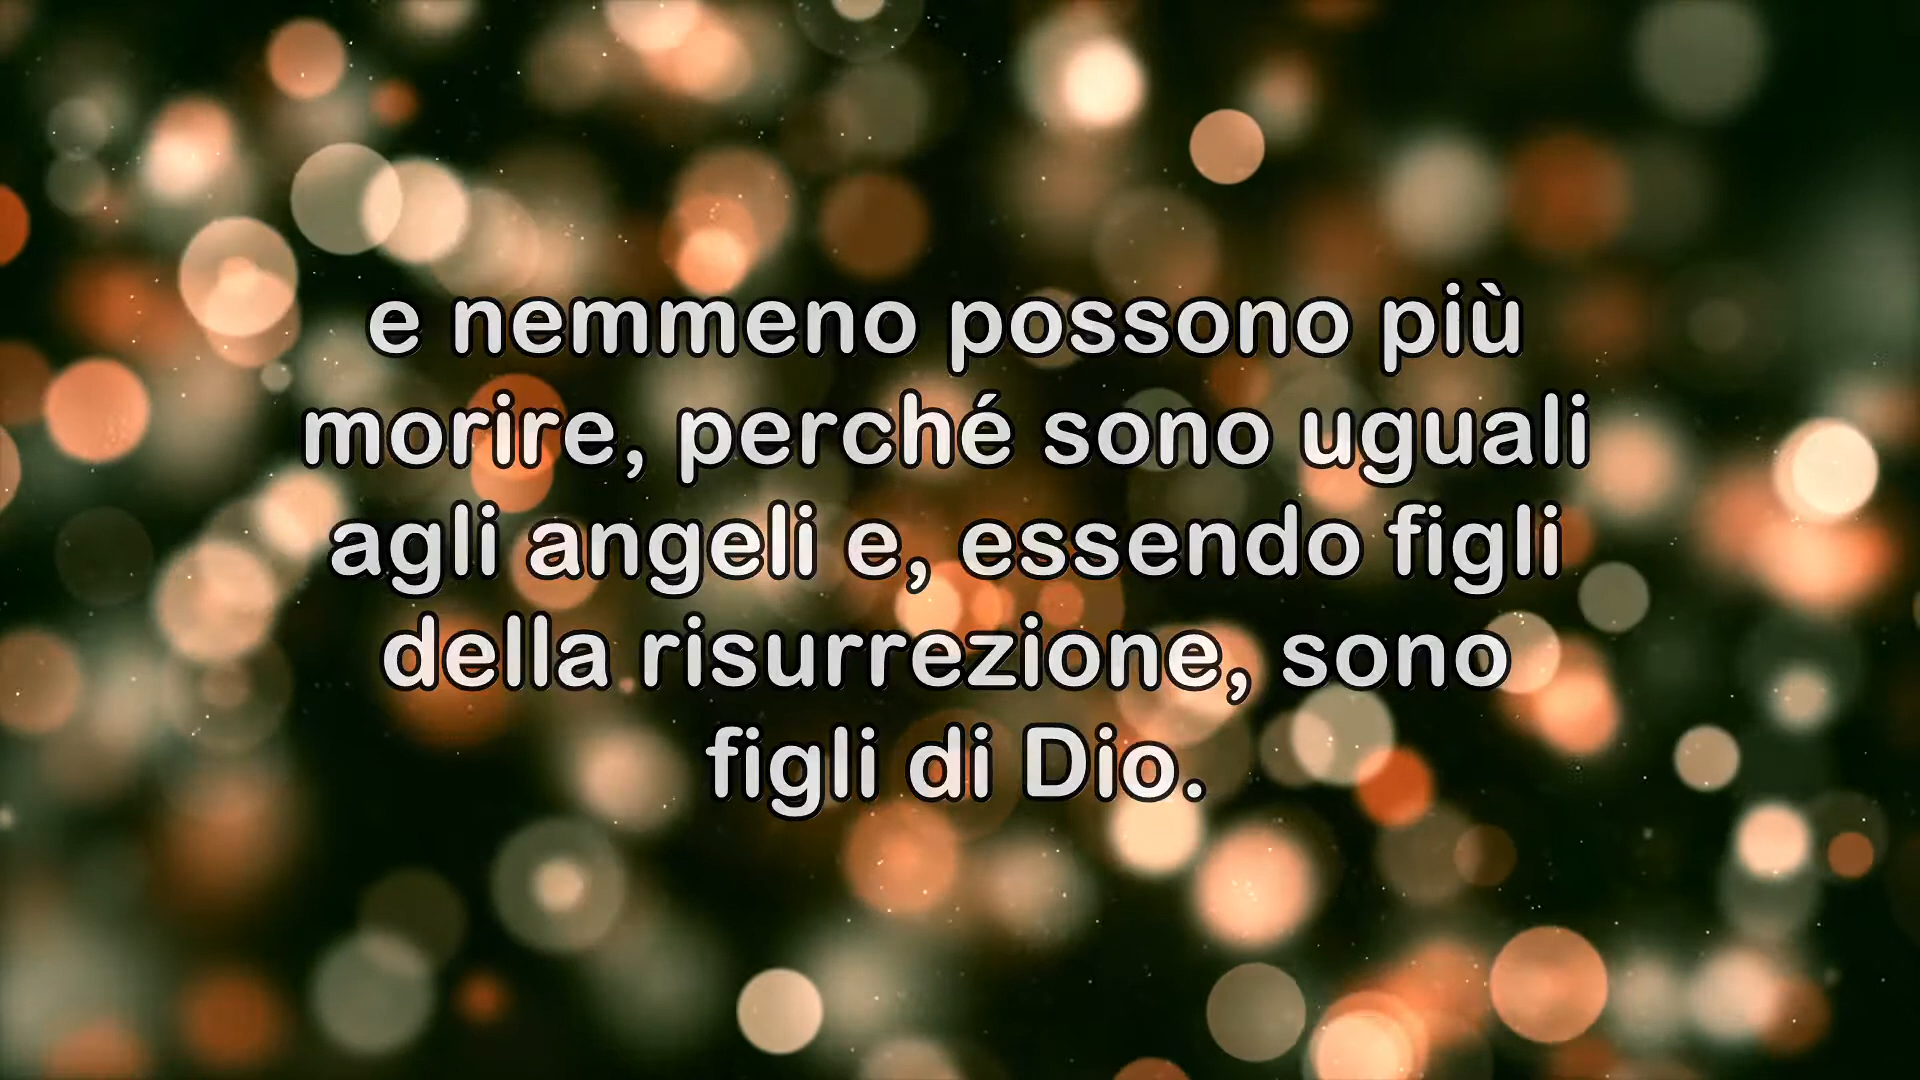 e nemmeno possono più
morire, perché sono uguali
agli angeli e, essendo figli
della risurrezione, sono
figli di Dio.